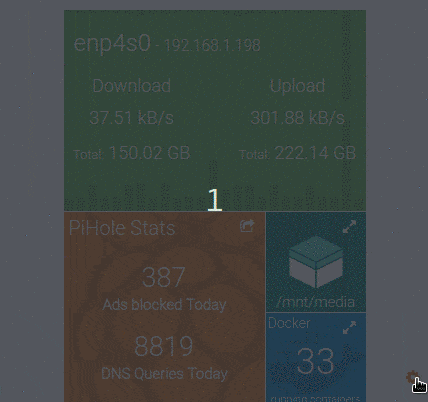 enp4s0 - 192.168.1.198
Download Upload
37.51 kB/s 301.88 kB/s
Total: 150.02 GB Total: 222.14 GB
1
PiHole Stats
387
Ads blocked Today
8819
DNS Queries Today
/mnt/media
Docker
33
running containers